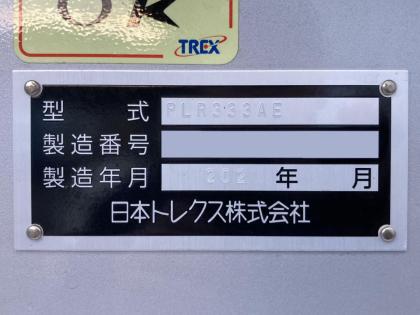 TREX
型 式 PLR333AE
製造番号
製造年月 202 年 月
日本トレクス株式会社